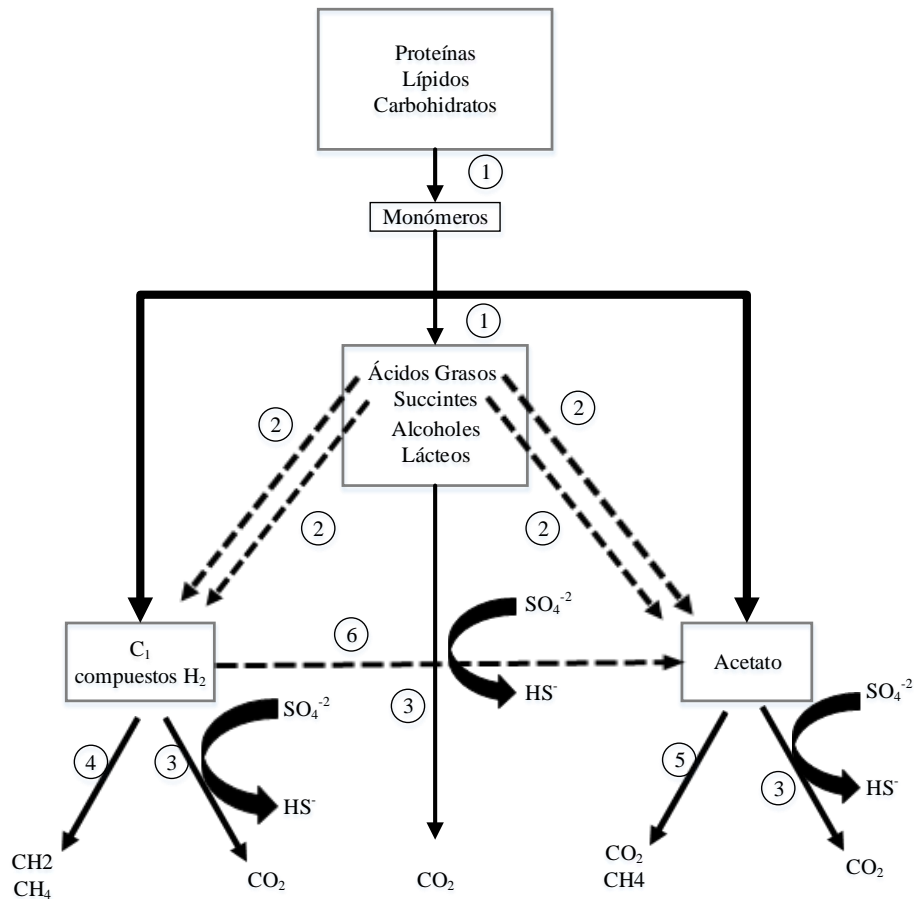 Proteínas
Lípidos
Carbohidratos
1
Monómeros
1
Ácidos Grasos
Succintes
Alcoholes
Lácteos
2
2
2
2
SO₄⁻²
HS⁻
C₁
compuestos H₂
6
Acetato
3
SO₄⁻²
HS⁻
4
3
SO₄⁻²
HS⁻
5
3
CH2
CH₄
CO₂
CO₂
CO₂
CH4
CO₂